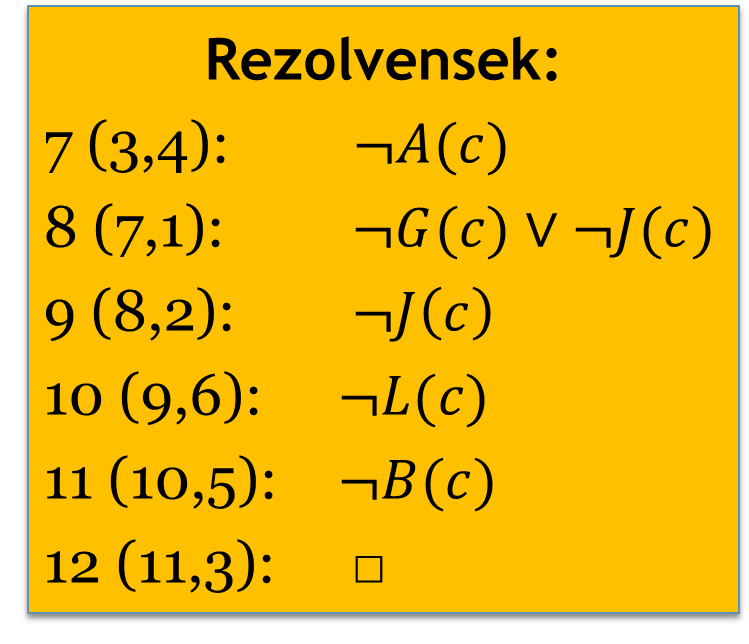 Rezolvensek:
7 (3,4): ¬A(c)
8 (7,1): ¬G(c) ∨ ¬J(c)
9 (8,2): ¬J(c)
10 (9,6): ¬L(c)
11 (10,5): ¬B(c)
12 (11,3): □